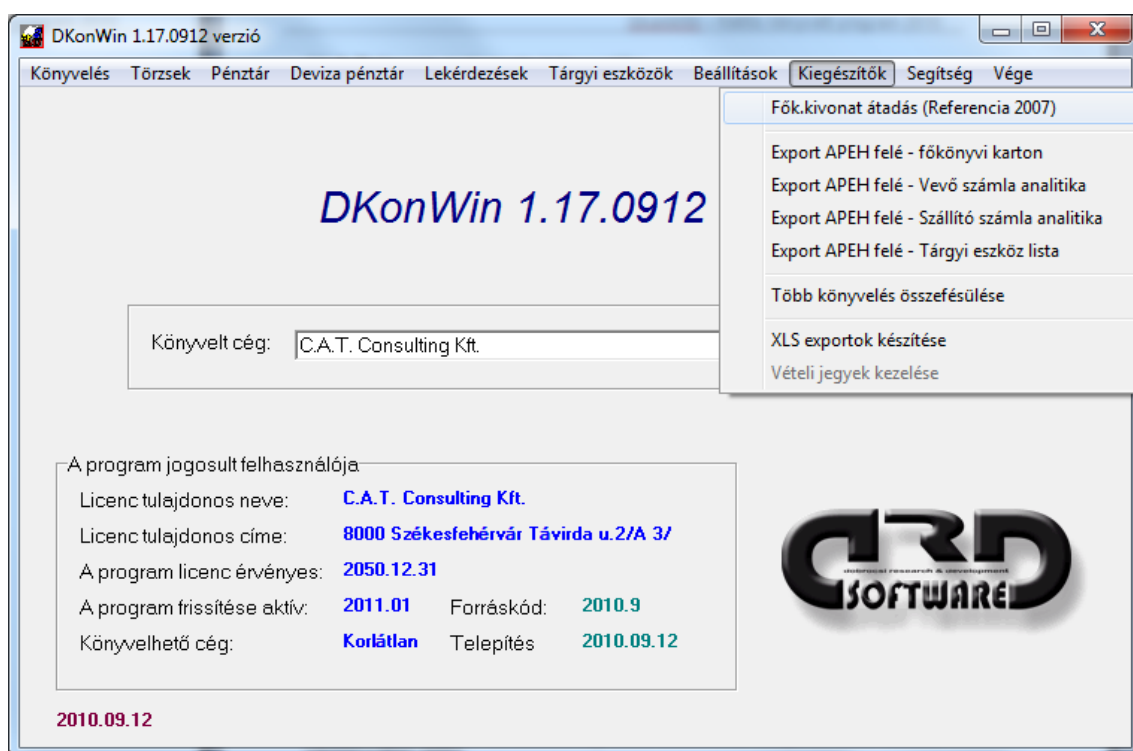 DKonWin 1.17.0912 verzió
Könyvelés Törzsek Pénztár Deviza pénztár Lekérdezések Tárgyi eszközök Beállítások Kiegészítők Segítség Vége
Fők.kivonat átadás (Referencia 2007)
Export APEH felé - főkönyvi karton
Export APEH felé - Vevő számla analitika
Export APEH felé - Szállító számla analitika
Export APEH felé - Tárgyi eszköz lista
Több könyvelés összefésülése
XLS exportok készítése
Vételi jegyek kezelése
DKonWin 1.17.0912
Könyvelt cég: C.A.T. Consulting Kft.
A program jogosult felhasználója
Licenc tulajdonos neve: C.A.T. Consulting Kft.
Licenc tulajdonos címe: 8000 Székesfehérvár Távirda u.2/A 3/
A program licenc érvényes: 2050.12.31
A program frissítése aktív: 2011.01 Forráskód: 2010.9
Könyvelhető cég: Korlátlan Telepítés 2010.09.12
DRD
dobrocsi research & development
SOFTWARE
2010.09.12